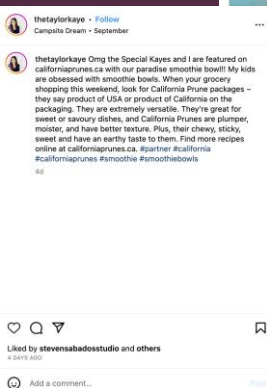 thetaylorkaye • Follow
Campsite Dream • September
thetaylorkaye Omg the Special Kayes and I are featured on
californiaprunes.ca with our paradise smoothie bowl!! My kids
are obsessed with smoothie bowls. When your grocery
shopping this weekend, look for California Prune packages ~
they say product of USA or product of California on the
packaging. They are extremely versatile. They're great for
sweet or savoury dishes, and California Prunes are plumper,
moister, and have better texture. Plus, their chewy, sticky,
sweet and has an earthy taste to them. Find more recipes
online at californiaprunes.ca. #partner #california
#californiaprunes #smoothie #smoothiebowls
4d
Liked by stevensabadosstudio and others
4 DAYS AGO
Add a comment...
Post